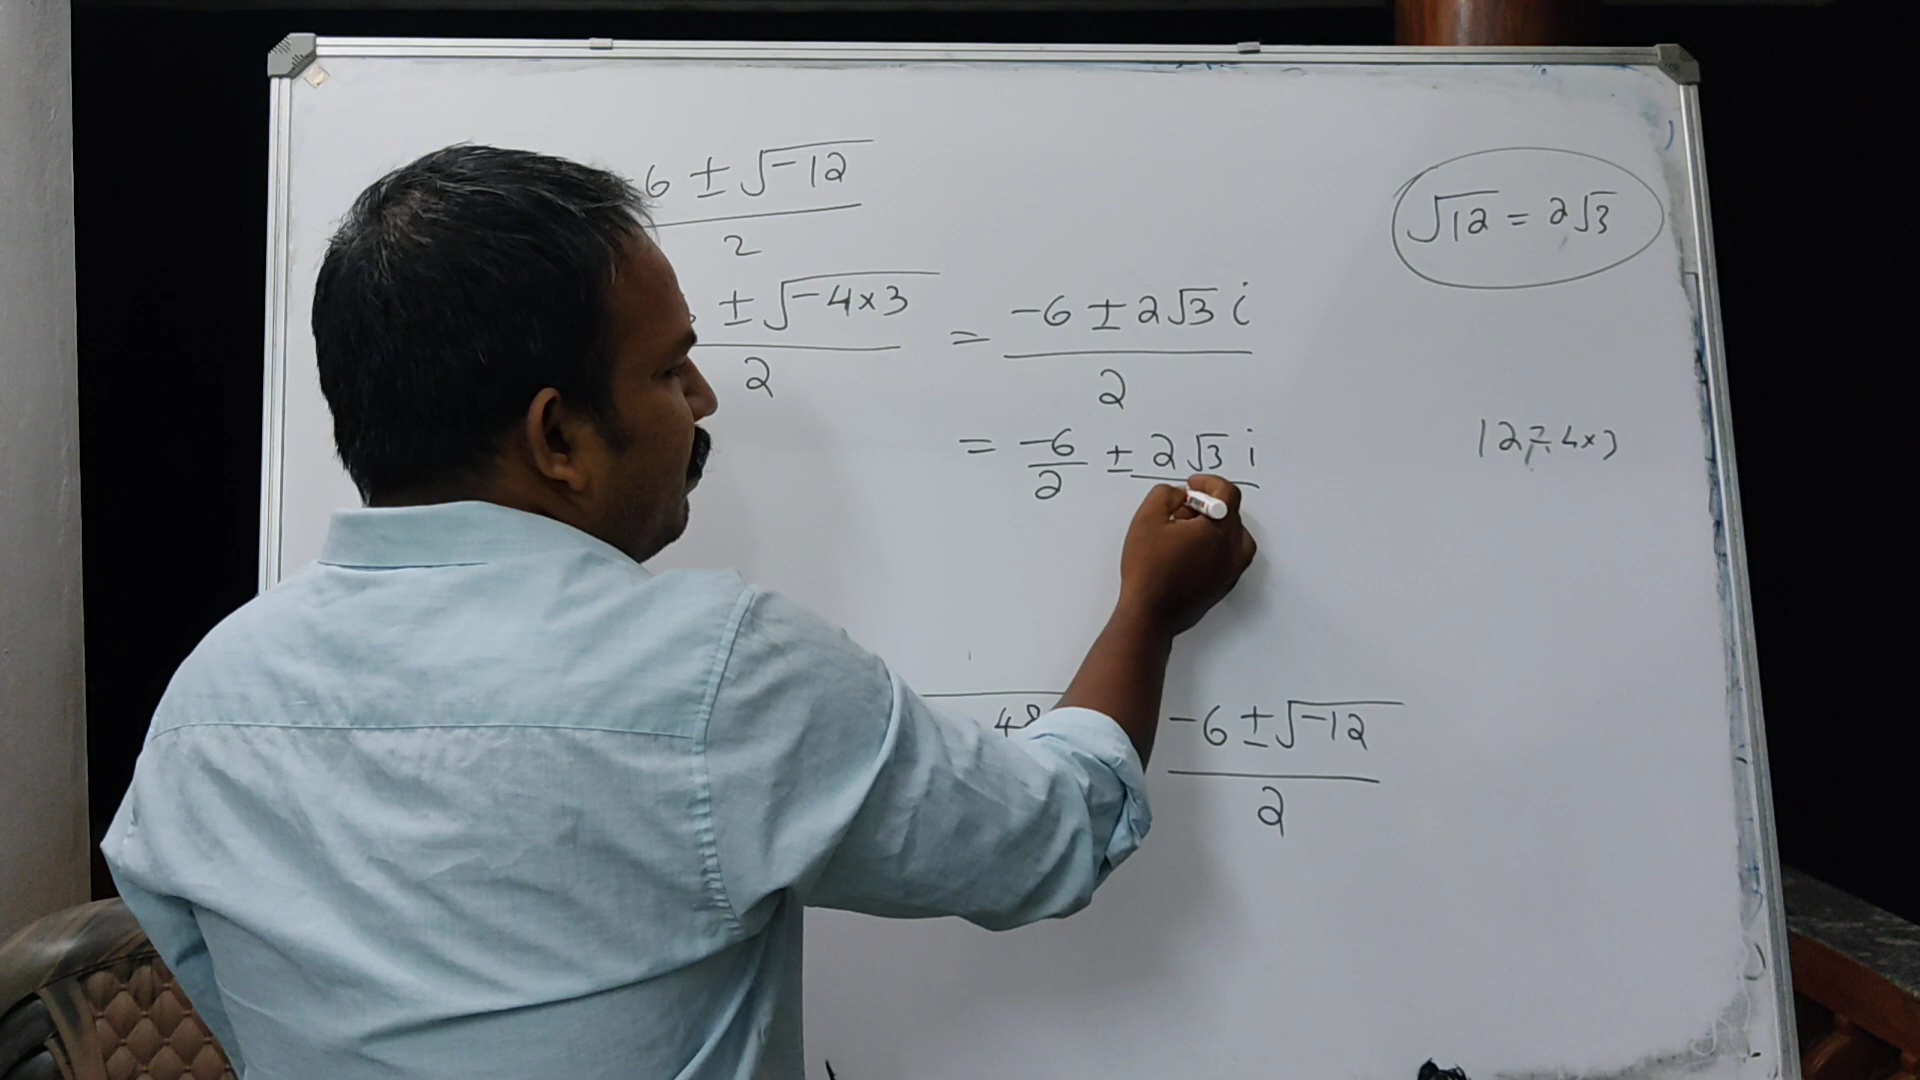 6 ± √-12
2
√12 = 2√3
± √-4×3
2
= -6 ± 2√3 i
2
= -6/2 ± 2√3 i
4×3
48
-6 ± √-12
2